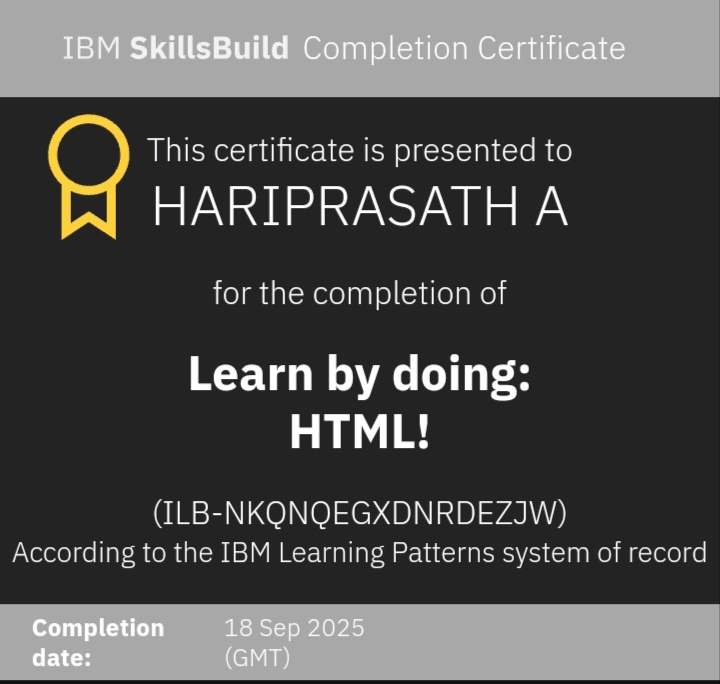 IBM SkillsBuild Completion Certificate
This certificate is presented to
HARIPRASATH A
for the completion of
Learn by doing:
HTML!
(ILB-NKQNQEGXDNRDEZJW)
According to the IBM Learning Patterns system of record
Completion date: 18 Sep 2025 (GMT)